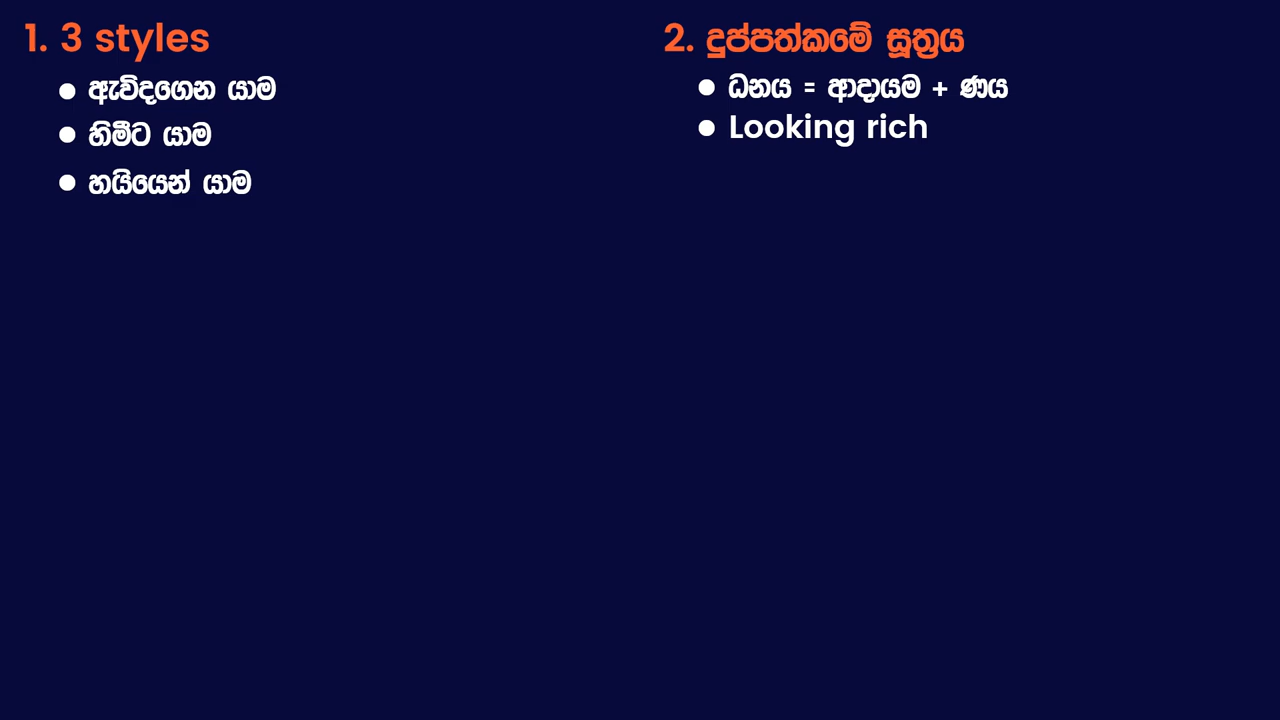 1. 3 styles
● ඇවිදගෙන යාම
● හිමීට යාම
● හයියෙන් යාම
2. දුප්පත්කමේ සූත්‍රය
● ධනය = ආදායම + ණය
● Looking rich